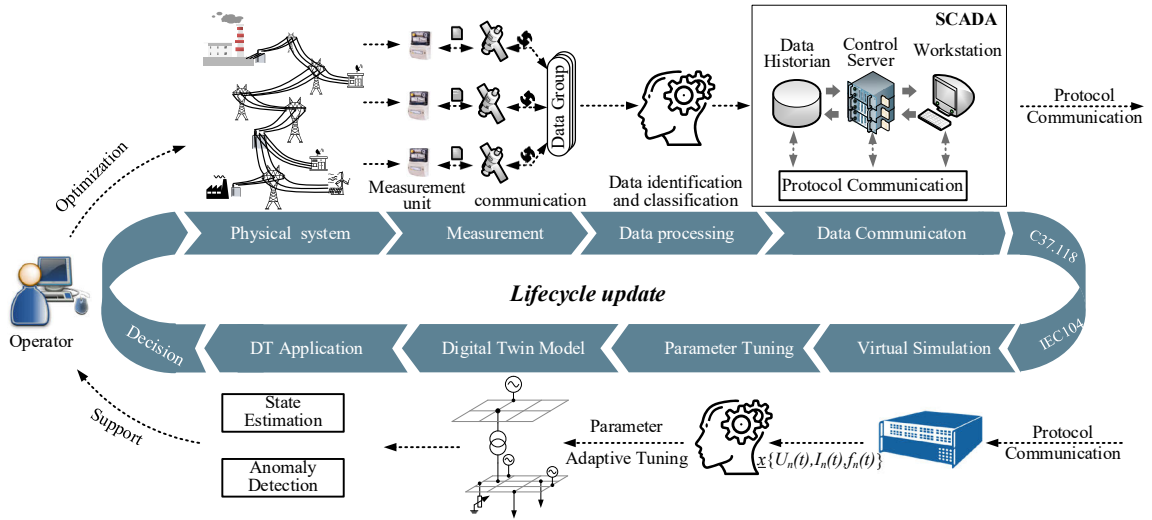 SCADA
Data
Historian
Control
Server
Workstation
Data Group
Protocol
Communication
Protocol Communication
Optimization
Measurement
unit
communication
Data identification
and classification
Physical system
Measurement
Data processing
Data Communicaton
C37.118
Lifecycle update
Operator
Decision
DT Application
Digital Twin Model
Parameter Tuning
Virtual Simulation
IEC104
Support
State
Estimation
Anomaly
Detection
Parameter
Adaptive Tuning
x{Uₙ(t),Iₙ(t),fₙ(t)}
Protocol
Communication